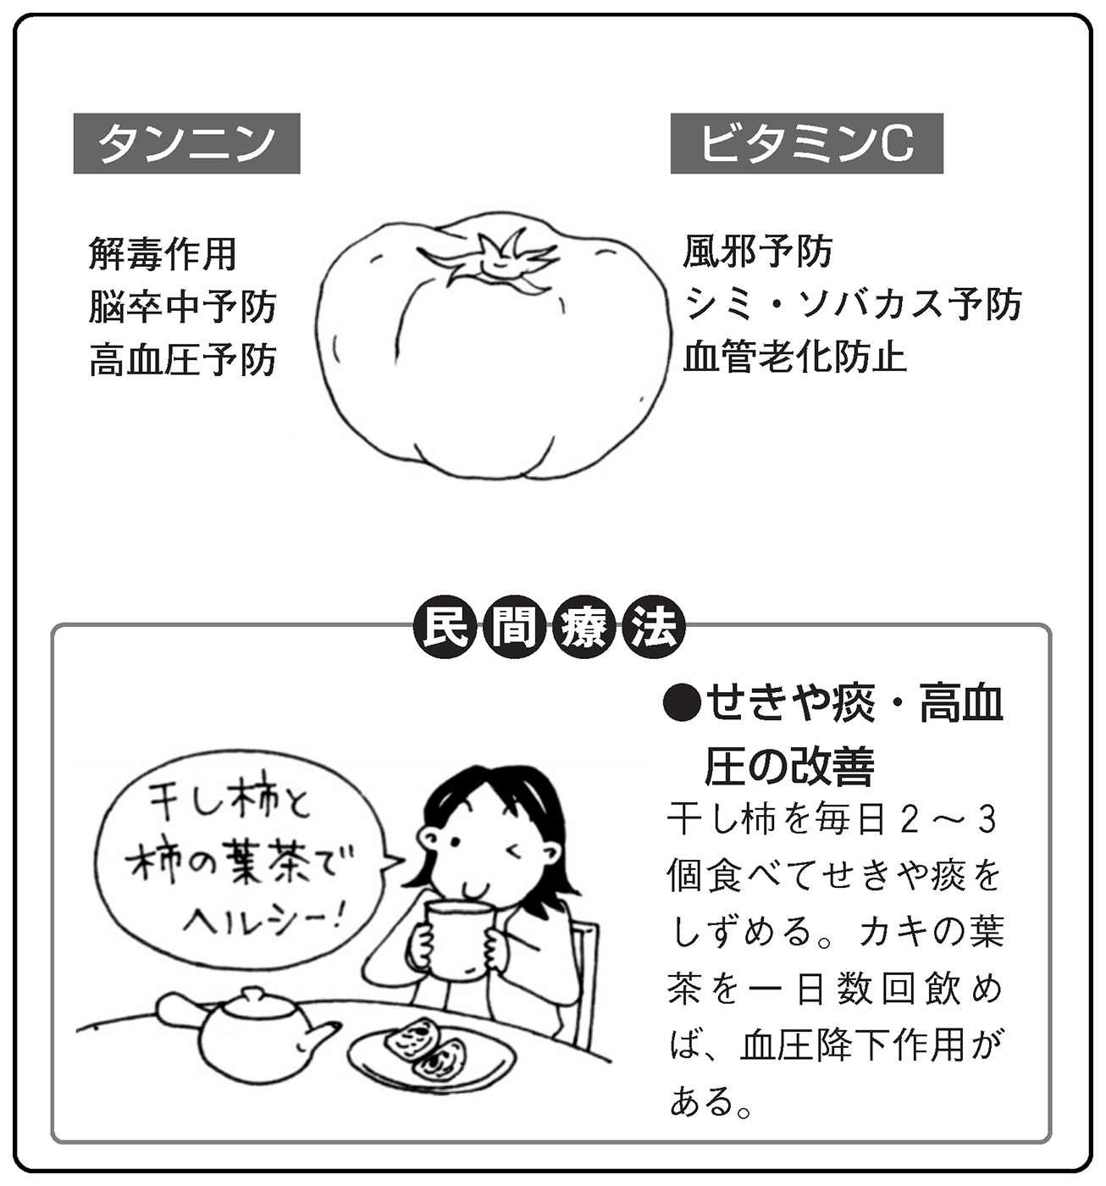 タンニン
解毒作用
脳卒中予防
高血圧予防
ビタミンC
風邪予防
シミ・ソバカス予防
血管老化防止
民間療法
干し柿と
柿の葉茶で
ヘルシー!
●せきや痰・高血
圧の改善
干し柿を毎日2〜3
個食べてせきや痰を
しずめる。カキの葉
茶を一日数回飲め
ば、血圧降下作用が
ある。